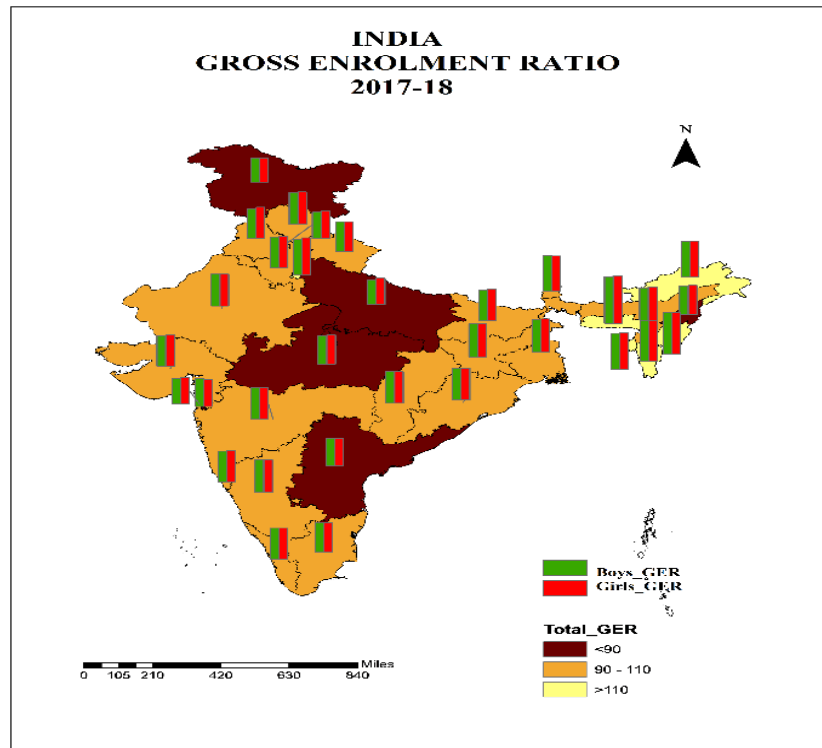 INDIA
GROSS ENROLMENT RATIO
2017-18
N
Boys_GER
Girls_GER
Total_GER
<90
90 - 110
>110
Miles
0 105 210 420 630 840